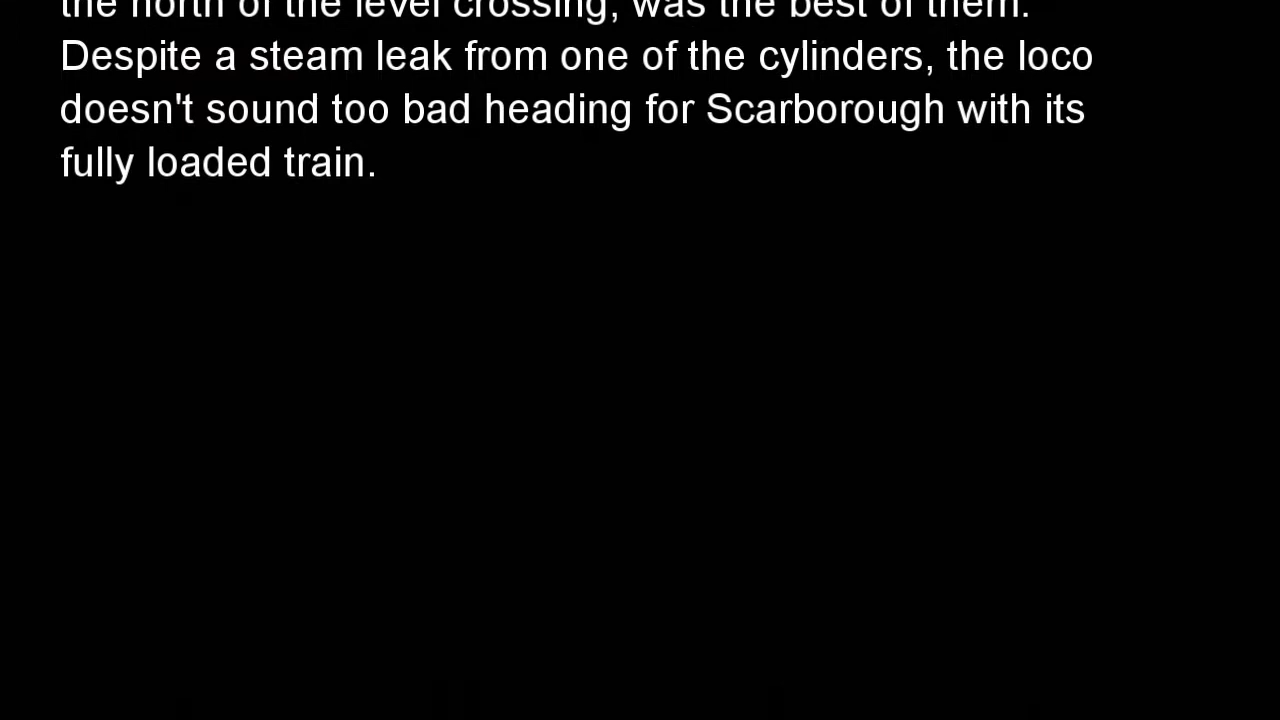 the north of the level crossing, was the best of them.
Despite a steam leak from one of the cylinders, the loco
doesn't sound too bad heading for Scarborough with its
fully loaded train.